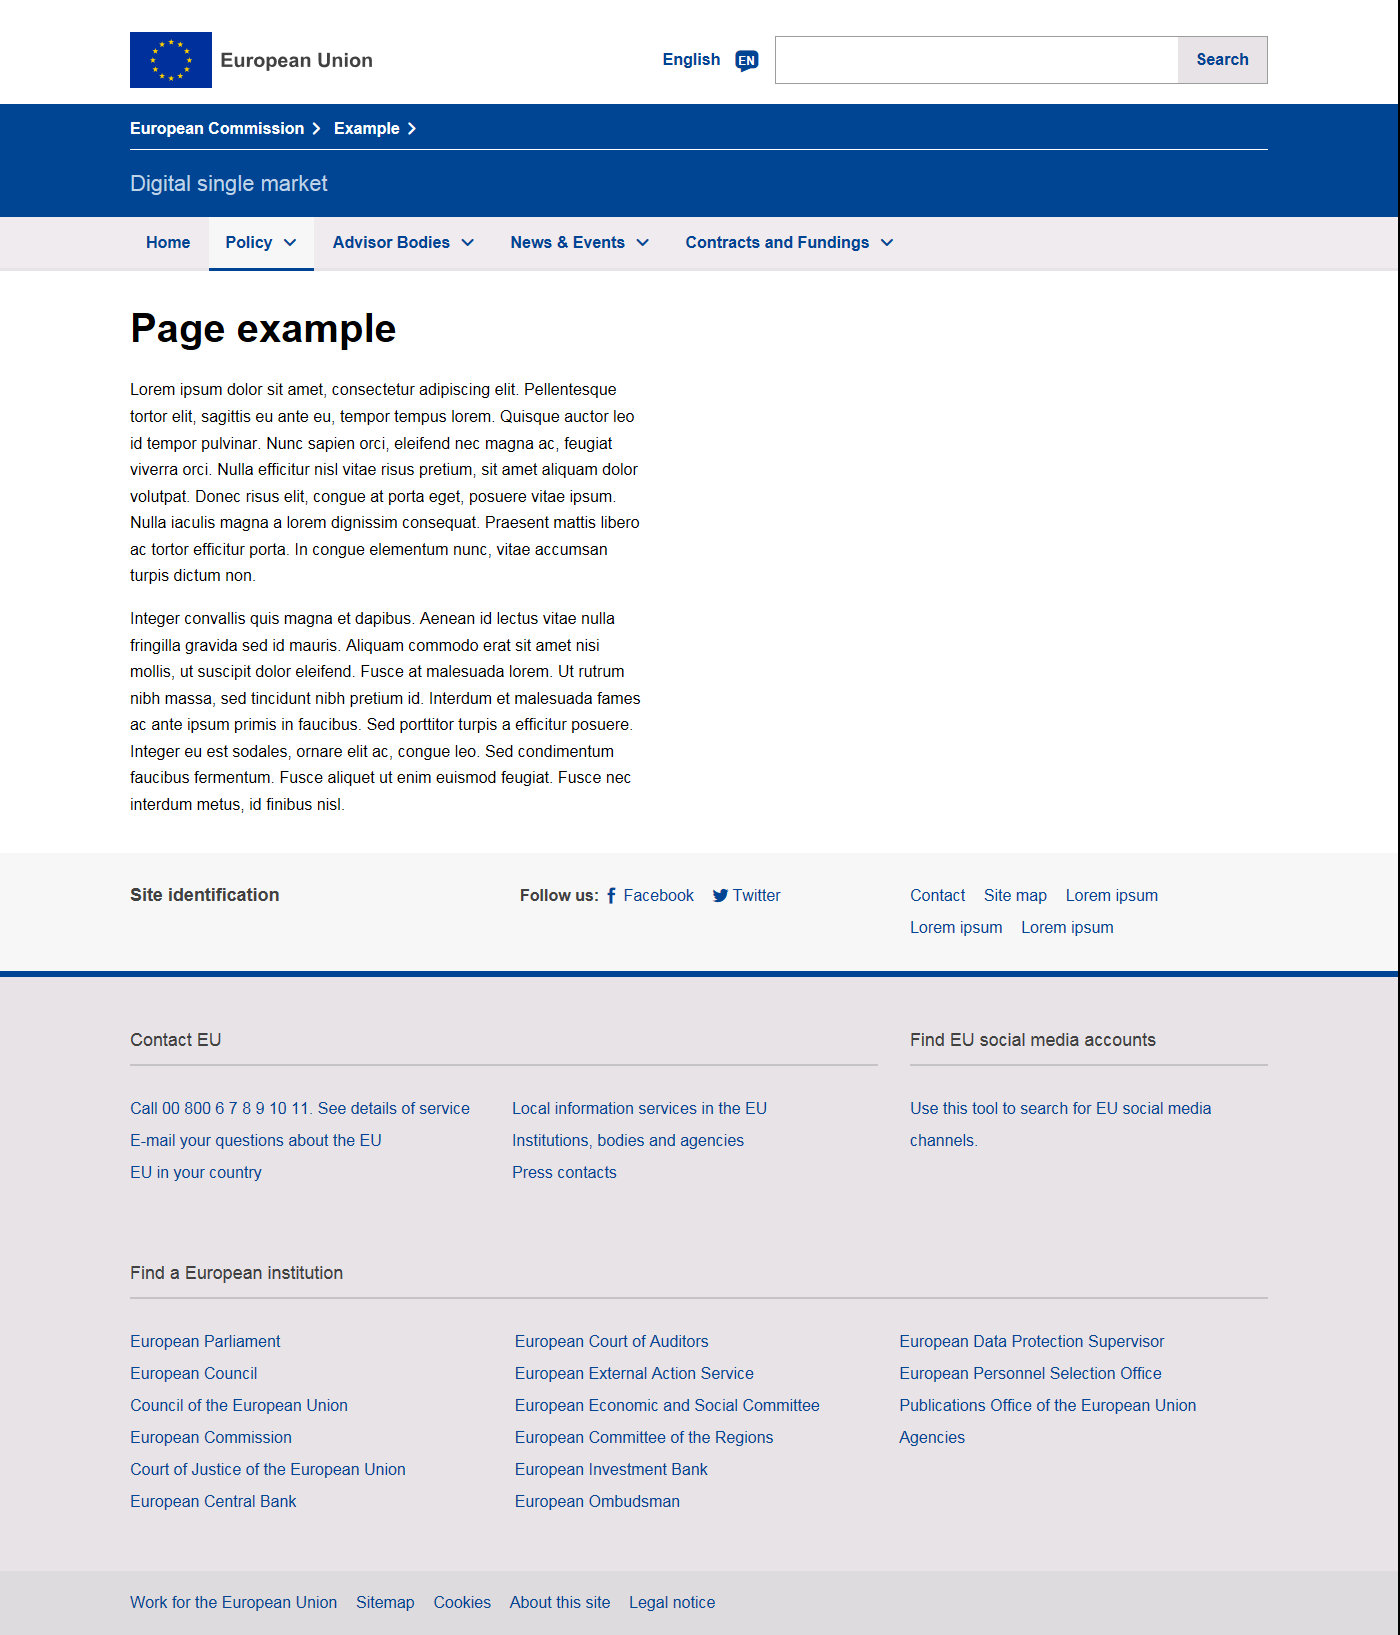 European Union
English EN Search
European Commission Example
Digital single market
Home Policy Advisor Bodies News & Events Contracts and Fundings
Page example
Lorem ipsum dolor sit amet, consectetur adipiscing elit. Pellentesque
tortor elit, sagittis eu ante eu, tempor tempus lorem. Quisque auctor leo
id tempor pulvinar. Nunc sapien orci, eleifend nec magna ac, feugiat
viverra orci. Nulla efficitur nisl vitae risus pretium, sit amet aliquam dolor
volutpat. Donec risus elit, congue at porta eget, posuere vitae ipsum.
Nulla iaculis magna a lorem dignissim consequat. Praesent mattis libero
ac tortor efficitur porta. In congue elementum nunc, vitae accumsan
turpis dictum non.
Integer convallis quis magna et dapibus. Aenean id lectus vitae nulla
fringilla gravida sed id mauris. Aliquam commodo erat sit amet nisi
mollis, ut suscipit dolor eleifend. Fusce at malesuada lorem. Ut rutrum
nibh massa, sed tincidunt nibh pretium id. Interdum et malesuada fames
ac ante ipsum primis in faucibus. Sed porttitor turpis a efficitur posuere.
Integer eu est sodales, ornare elit ac, congue leo. Sed condimentum
faucibus fermentum. Fusce aliquet ut enim euismod feugiat. Fusce nec
interdum metus, id finibus nisl.
Site identification
Follow us: Facebook Twitter
Contact Site map Lorem ipsum
Lorem ipsum Lorem ipsum
Contact EU
Call 00 800 6 7 8 9 10 11. See details of service
E-mail your questions about the EU
EU in your country
Local information services in the EU
Institutions, bodies and agencies
Press contacts
Find EU social media accounts
Use this tool to search for EU social media
channels.
Find a European institution
European Parliament
European Council
Council of the European Union
European Commission
Court of Justice of the European Union
European Central Bank
European Court of Auditors
European External Action Service
European Economic and Social Committee
European Committee of the Regions
European Investment Bank
European Ombudsman
European Data Protection Supervisor
European Personnel Selection Office
Publications Office of the European Union
Agencies
Work for the European Union Sitemap Cookies About this site Legal notice